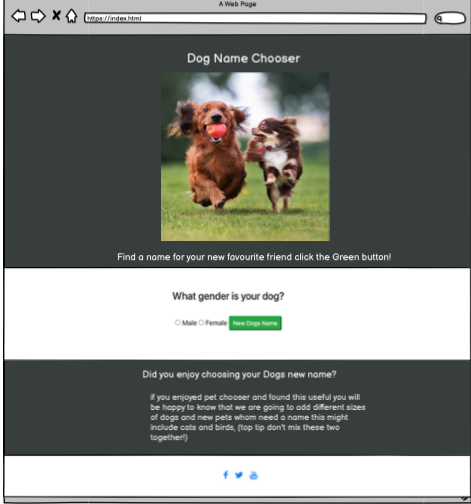 A Web Page
https://index.html
Dog Name Chooser
Find a name for your new favourite friend click the Green button!
What gender is your dog?
Male Female New Dogs Name
Did you enjoy choosing your Dogs new name?
if you enjoyed pet chooser and found this useful you will
be happy to know that we are going to add different sizes
of dogs and new pets whom need a name this might
include cats and birds, (top tip don't mix these two
together!)